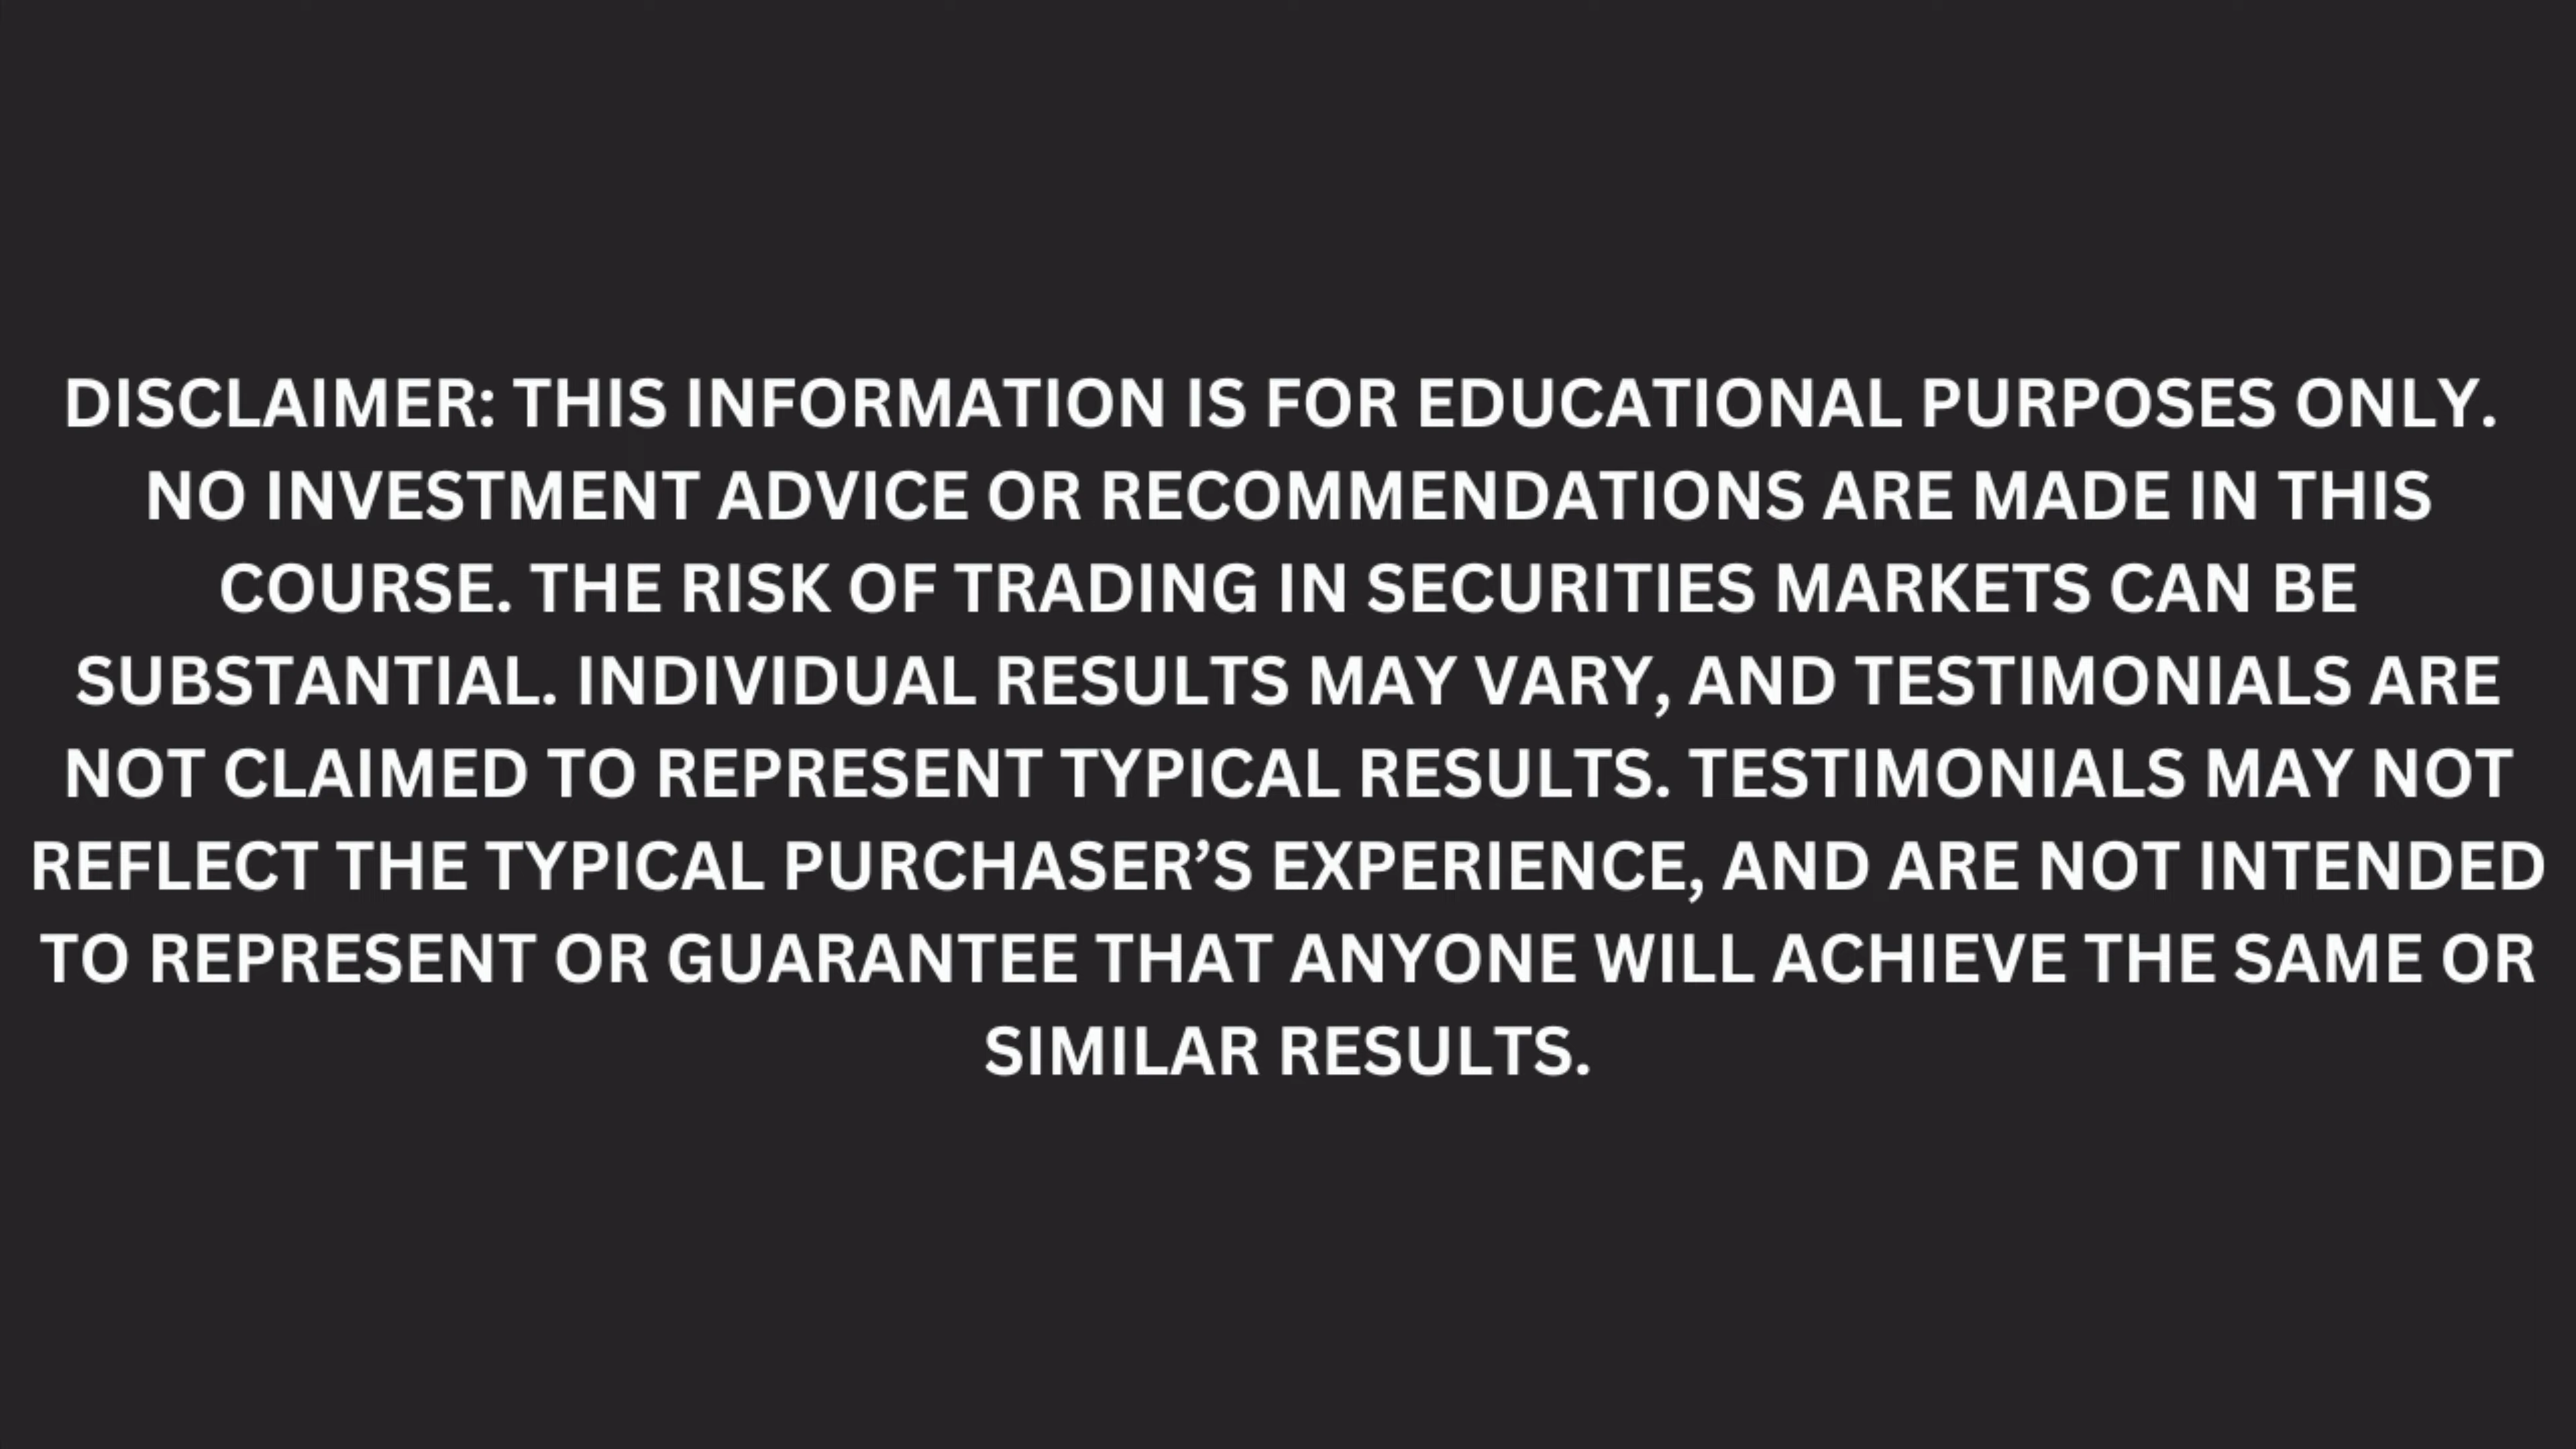 DISCLAIMER: THIS INFORMATION IS FOR EDUCATIONAL PURPOSES ONLY.
NO INVESTMENT ADVICE OR RECOMMENDATIONS ARE MADE IN THIS
COURSE. THE RISK OF TRADING IN SECURITIES MARKETS CAN BE
SUBSTANTIAL. INDIVIDUAL RESULTS MAY VARY, AND TESTIMONIALS ARE
NOT CLAIMED TO REPRESENT TYPICAL RESULTS. TESTIMONIALS MAY NOT
REFLECT THE TYPICAL PURCHASER’S EXPERIENCE, AND ARE NOT INTENDED
TO REPRESENT OR GUARANTEE THAT ANYONE WILL ACHIEVE THE SAME OR
SIMILAR RESULTS.